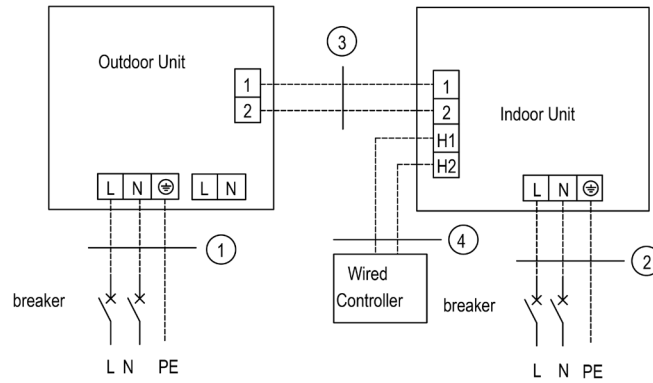 3
Outdoor Unit
1 1
2 2
Indoor Unit
H1
H2
L N L N
L N
1
4
2
Wired
Controller
breaker
breaker
L N PE
L N PE